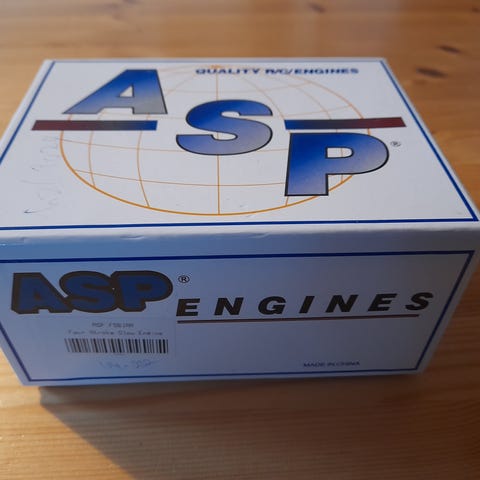 QUALITY R/C/ENGINES
ASP®
ASP® ENGINES
Four Stroke Glow Engine
MADE IN CHINA